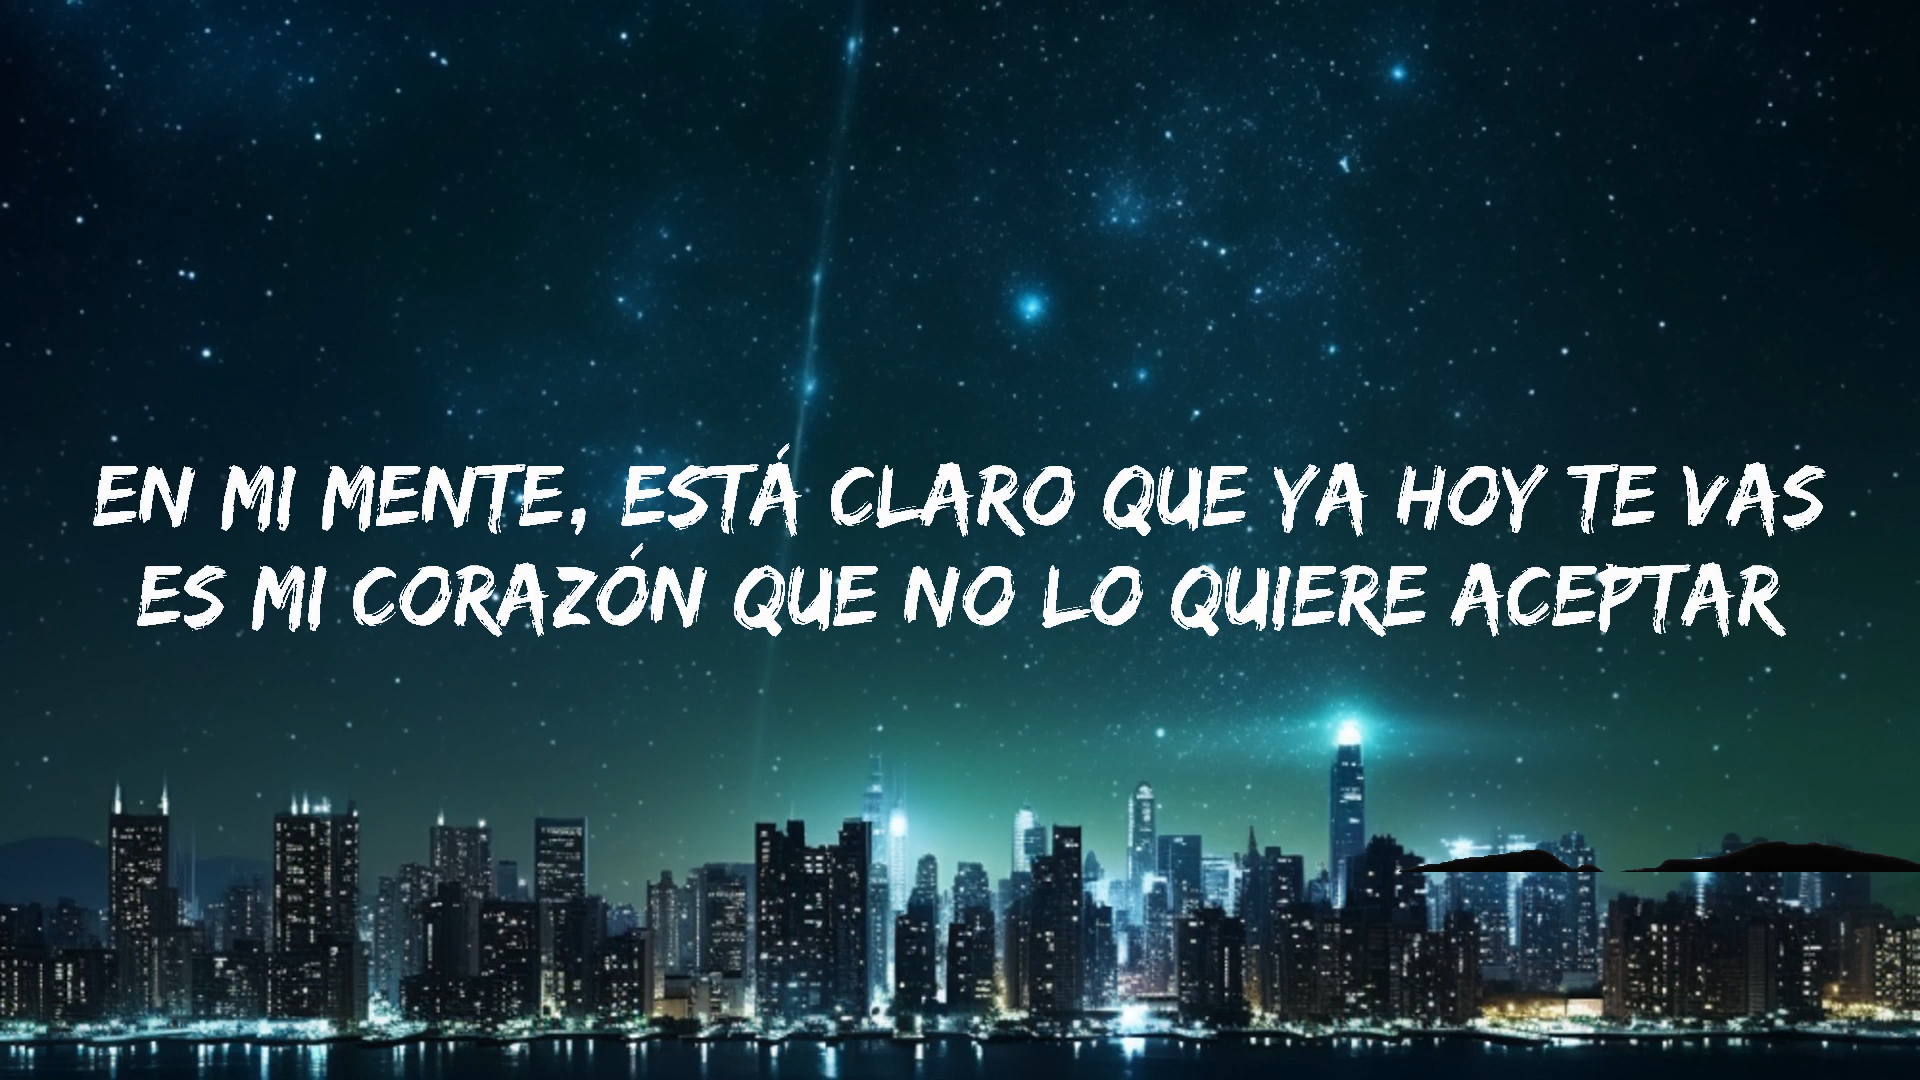 EN MI MENTE, ESTÁ CLARO QUE YA HOY TE VAS
ES MI CORAZÓN QUE NO LO QUIERE ACEPTAR